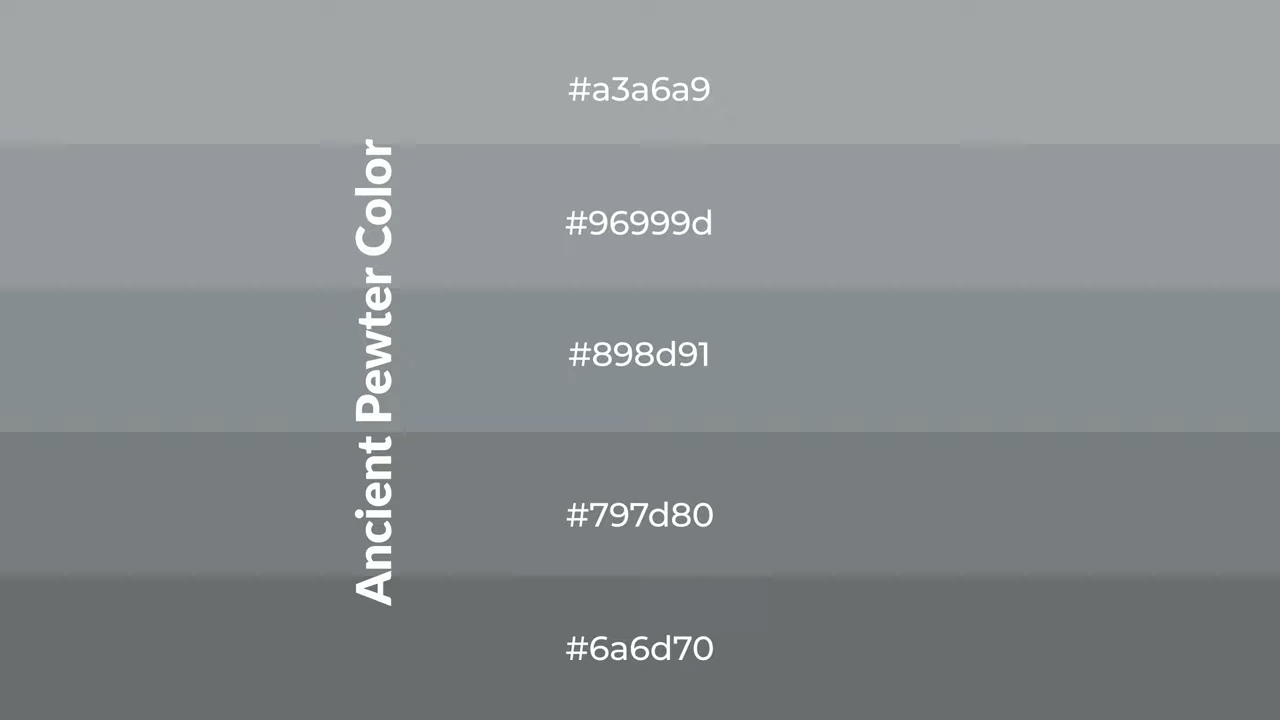 Ancient Pewter Color
#a3a6a9
#96999d
#898d91
#797d80
#6a6d70